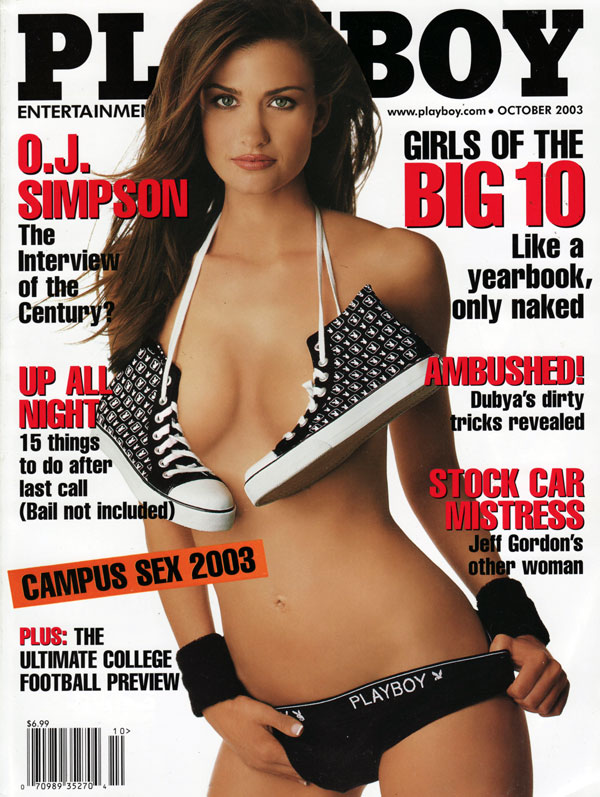 PL BOY
ENTERTAINME
www.playboy.com • OCTOBER 2003
O.J.
SIMPSON
The
Interview
of the
Century?
GIRLS OF THE
BIG 10
Like a
yearbook,
only naked
UP ALL
NIGHT
15 things
to do after
last call
(Bail not included)
AMBUSHED!
Dubya's dirty
tricks revealed
STOCK CAR
MISTRESS
Jeff Gordon's
other woman
CAMPUS SEX 2003
PLUS: THE
ULTIMATE COLLEGE
FOOTBALL PREVIEW
PLAYBOY
$6.99
10>
0 70989 35270 4